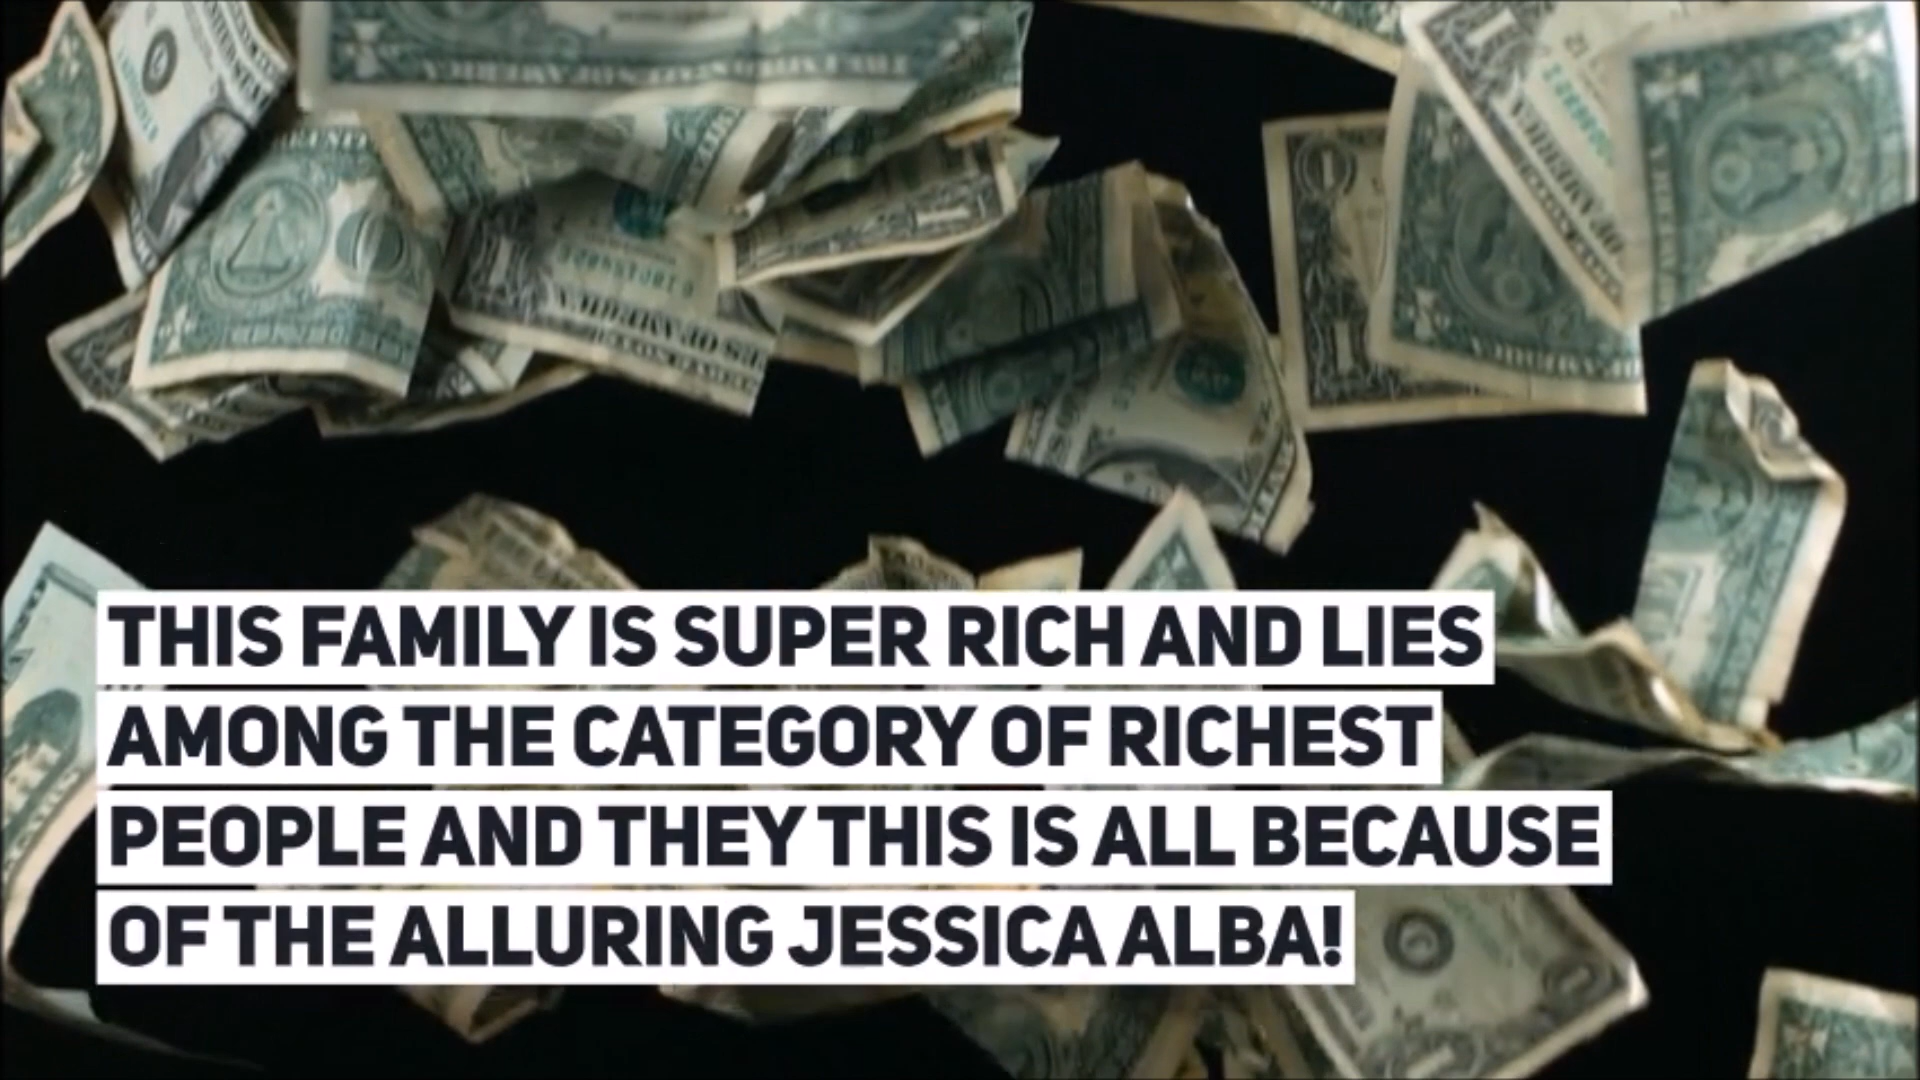 THIS FAMILY IS SUPER RICH AND LIES
AMONG THE CATEGORY OF RICHEST
PEOPLE AND THEY THIS IS ALL BECAUSE
OF THE ALLURING JESSICA ALBA!